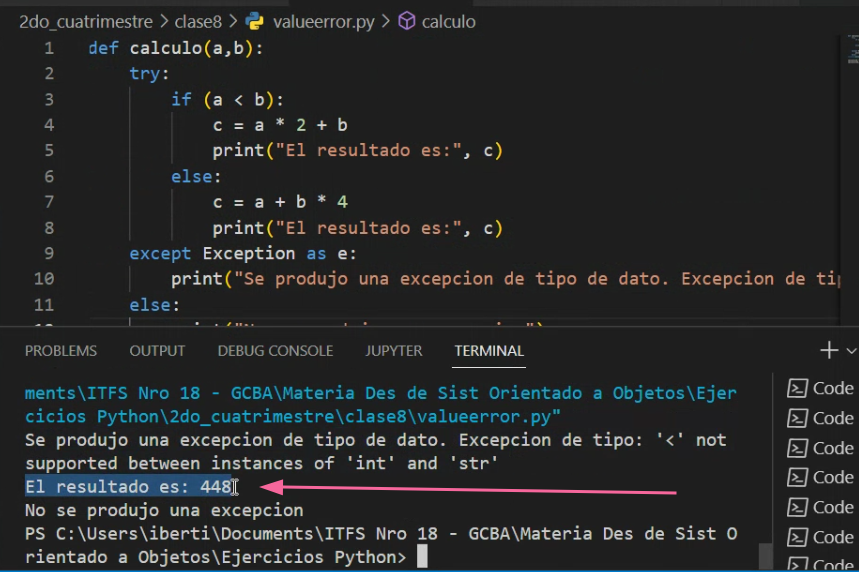 2do_cuatrimestre > clase8 > valueerror.py > calculo
1 def calculo(a,b):
2 try:
3 if (a < b):
4 c = a * 2 + b
5 print("El resultado es:", c)
6 else:
7 c = a + b * 4
8 print("El resultado es:", c)
9 except Exception as e:
10 print("Se produjo una excepcion de tipo de dato. Excepcion de tip
11 else:
PROBLEMS OUTPUT DEBUG CONSOLE JUPYTER TERMINAL
ments\ITFS Nro 18 - GCBA\Materia Des de Sist Orientado a Objetos\Ejer
cicios Python\2do_cuatrimestre\clase8\valueerror.py"
Se produjo una excepcion de tipo de dato. Excepcion de tipo: '<' not
supported between instances of 'int' and 'str'
El resultado es: 448
No se produjo una excepcion
PS C:\Users\iberti\Documents\ITFS Nro 18 - GCBA\Materia Des de Sist O
rientado a Objetos\Ejercicios Python>
Code
Code
Code
Code
Code
Code
Code